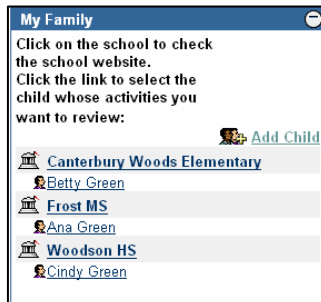 My Family
Click on the school to check
the school website.
Click the link to select the
child whose activities you
want to review:
Add Child
Canterbury Woods Elementary
Betty Green
Frost MS
Ana Green
Woodson HS
Cindy Green